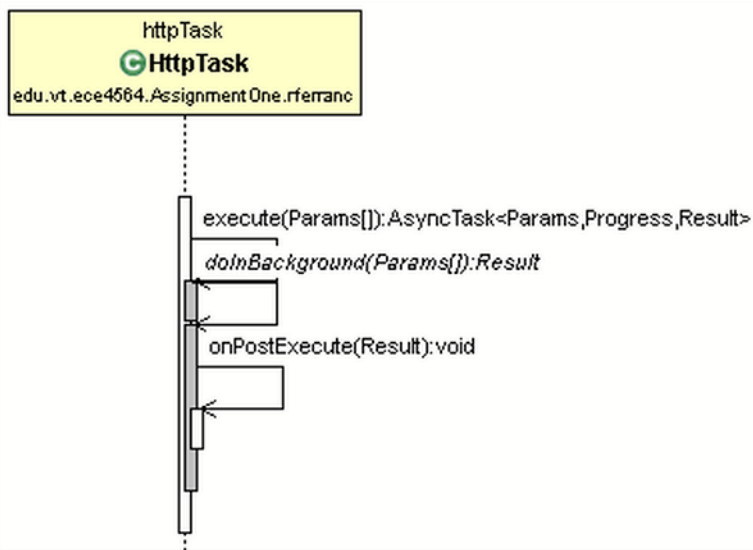 httpTask
C HttpTask
edu.vt.ece4564.AssignmentOne.rferranc
execute(Params[]):AsyncTask<Params,Progress,Result>
doInBackground(Params[]):Result
onPostExecute(Result):void